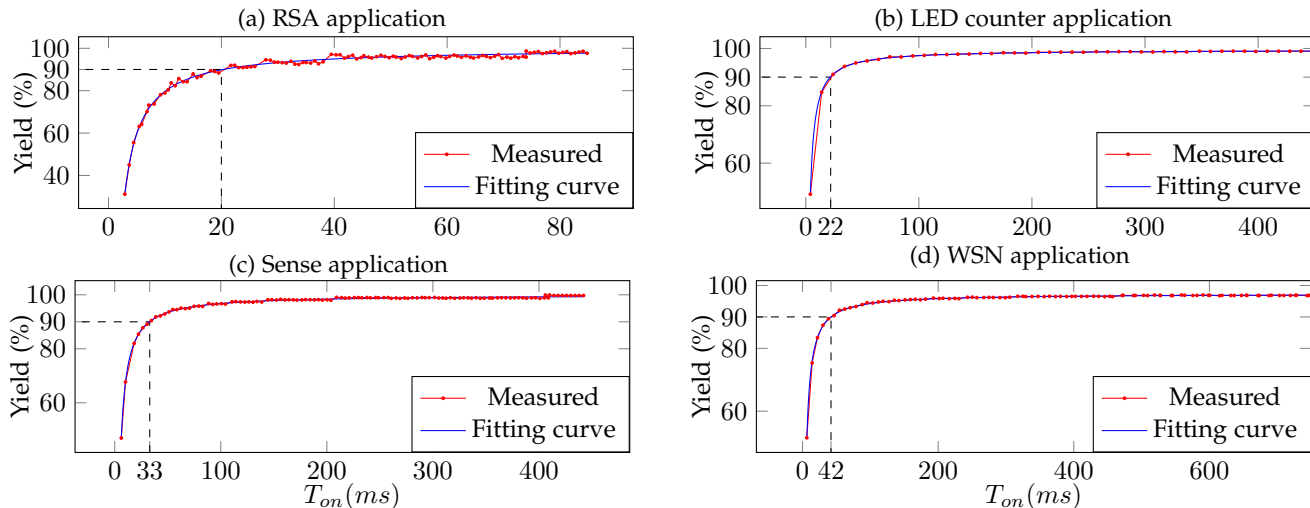 (a) RSA application
Yield (%)
100
90
80
60
40
0
20
40
60
80
Measured
Fitting curve
(b) LED counter application
Yield (%)
100
90
80
60
0
22
100
200
300
400
Measured
Fitting curve
(c) Sense application
Yield (%)
100
90
80
60
0
33
100
200
300
400
T_on(ms)
Measured
Fitting curve
(d) WSN application
Yield (%)
100
90
80
60
0
42
200
400
600
T_on(ms)
Measured
Fitting curve